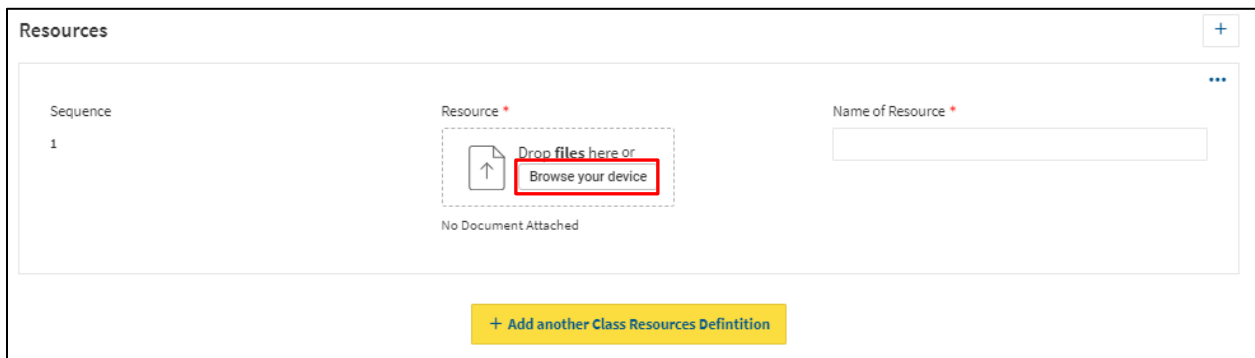 Resources
+
...
Sequence
Resource *
Name of Resource *
1
Drop files here or
Browse your device
No Document Attached
+ Add another Class Resources Defintition